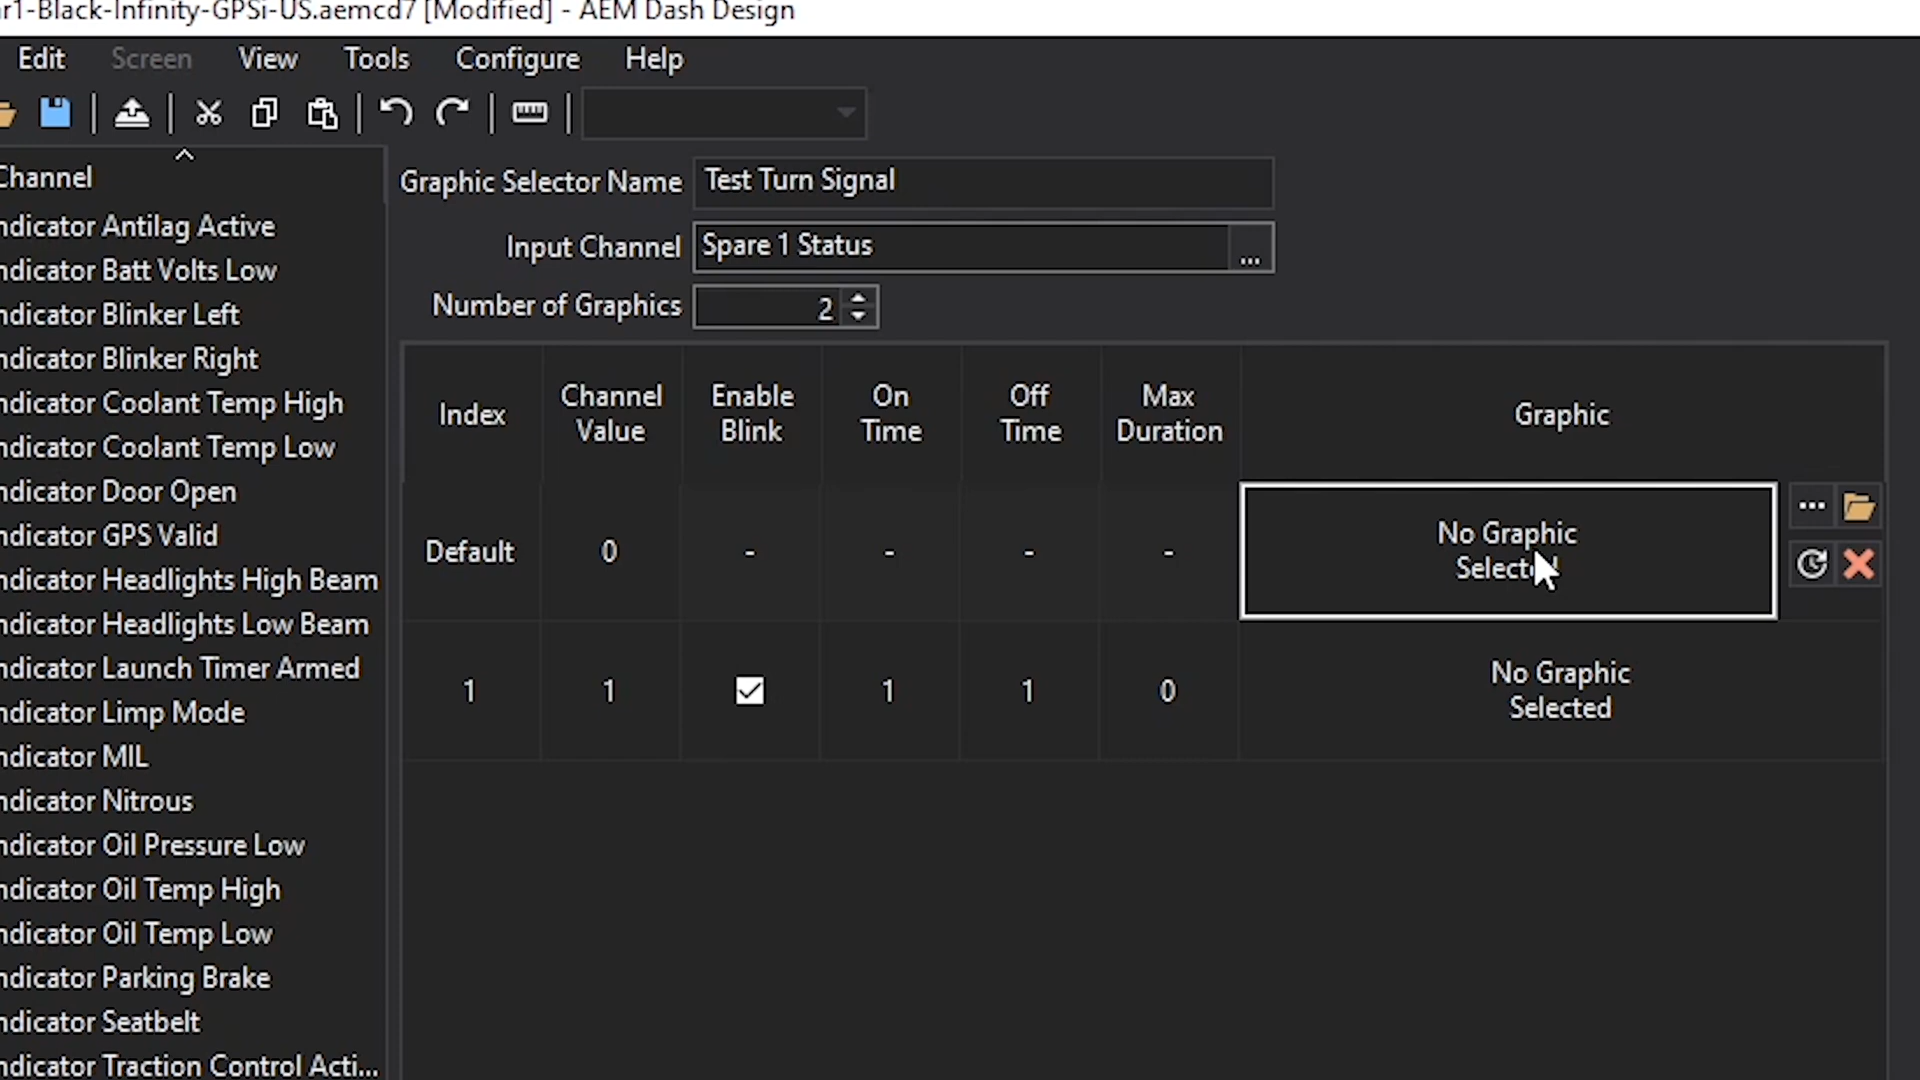 r1-Black-Infinity-GPSi-US.aemcd7 [Modified] - AEM Dash Design
Edit Screen View Tools Configure Help
Channel
ndicator Antilag Active
ndicator Batt Volts Low
ndicator Blinker Left
ndicator Blinker Right
ndicator Coolant Temp High
ndicator Coolant Temp Low
ndicator Door Open
ndicator GPS Valid
ndicator Headlights High Beam
ndicator Headlights Low Beam
ndicator Launch Timer Armed
ndicator Limp Mode
ndicator MIL
ndicator Nitrous
ndicator Oil Pressure Low
ndicator Oil Temp High
ndicator Oil Temp Low
ndicator Parking Brake
ndicator Seatbelt
ndicator Traction Control Acti...
Graphic Selector Name Test Turn Signal
Input Channel Spare 1 Status ...
Number of Graphics 2
Index Channel Value Enable Blink On Time Off Time Max Duration Graphic
Default 0 - - - - No Graphic Selected
1 1 1 1 0 No Graphic Selected